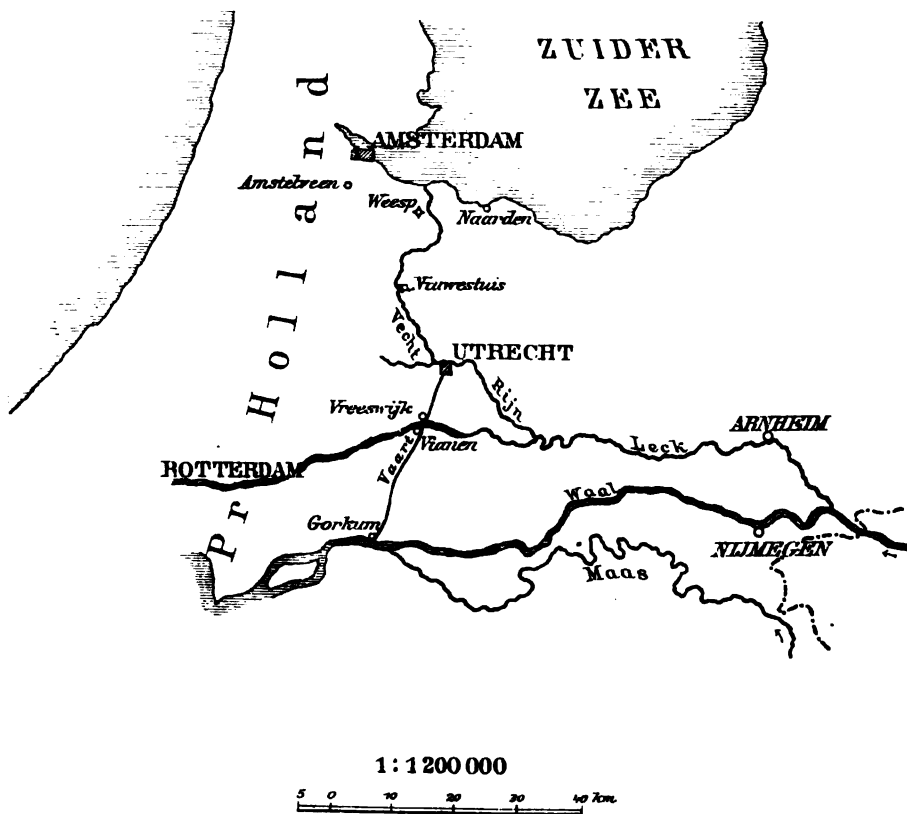 ZUIDER
ZEE
Pr Holland
AMSTERDAM
Amstelveen
Weesp
Naarden
Vuwestuis
Vecht
UTRECHT
Rijn
Vreeswijk
Vianen
Vaart
ARNHEIM
Leck
ROTTERDAM
Waal
Gorkum
NIJMEGEN
Maas
1:1200000
5 0 10 20 30 40 km.